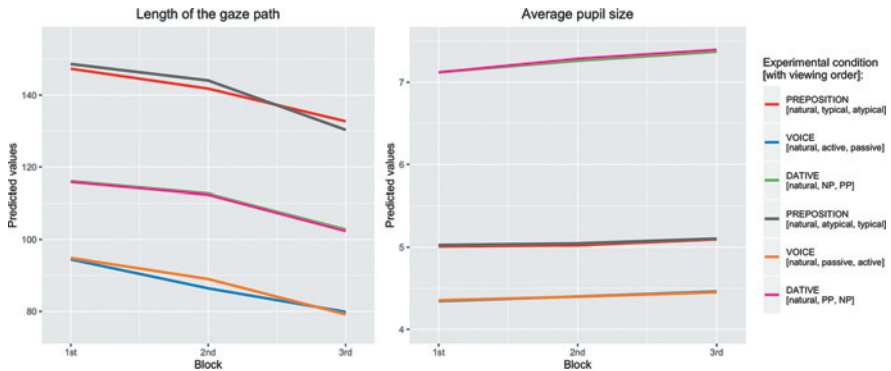 Length of the gaze path
Predicted values
140
120
100
80
1st
2nd
3rd
Block
Average pupil size
Predicted values
7
6
5
4
1st
2nd
3rd
Block
Experimental condition
[with viewing order]:
PREPOSITION
[natural, typical, atypical]
VOICE
[natural, active, passive]
DATIVE
[natural, NP, PP]
PREPOSITION
[natural, atypical, typical]
VOICE
[natural, passive, active]
DATIVE
[natural, PP, NP]